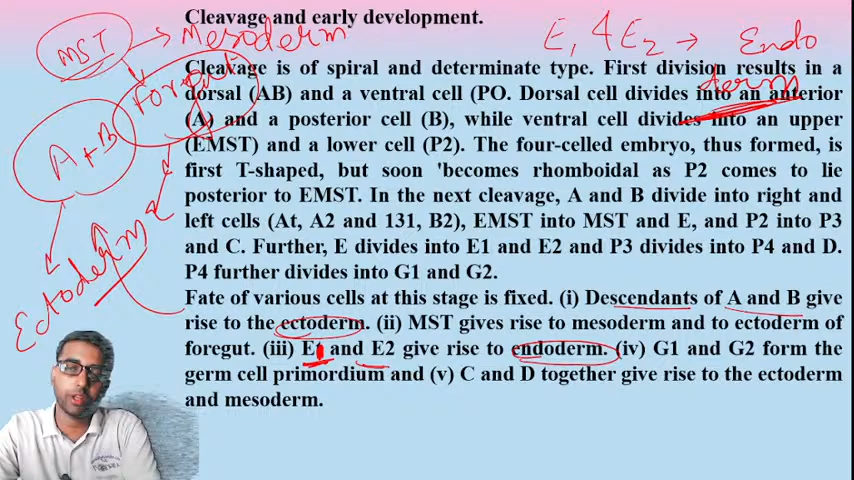 Cleavage and early development.
MST → Mesoderm
E1 & E2 → Endo
derm
Foregut
A + B
Ectoderm
Cleavage is of spiral and determinate type. First division results in a
dorsal (AB) and a ventral cell (PO. Dorsal cell divides into an anterior
(A) and a posterior cell (B), while ventral cell divides into an upper
(EMST) and a lower cell (P2). The four-celled embryo, thus formed, is
first T-shaped, but soon 'becomes rhomboidal as P2 comes to lie
posterior to EMST. In the next cleavage, A and B divide into right and
left cells (At, A2 and 131, B2), EMST into MST and E, and P2 into P3
and C. Further, E divides into E1 and E2 and P3 divides into P4 and D.
P4 further divides into G1 and G2.
Fate of various cells at this stage is fixed. (i) Descendants of A and B give
rise to the ectoderm. (ii) MST gives rise to mesoderm and to ectoderm of
foregut. (iii) E1 and E2 give rise to endoderm. (iv) G1 and G2 form the
germ cell primordium and (v) C and D together give rise to the ectoderm
and mesoderm.